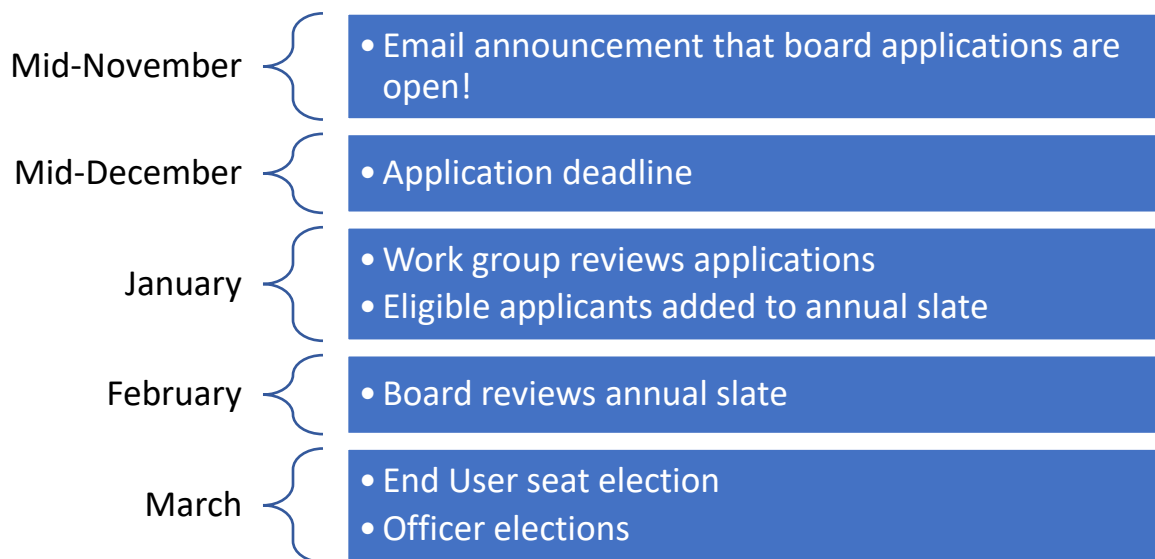 Mid-November
• Email announcement that board applications are
open!
Mid-December
• Application deadline
January
• Work group reviews applications
• Eligible applicants added to annual slate
February
• Board reviews annual slate
March
• End User seat election
• Officer elections